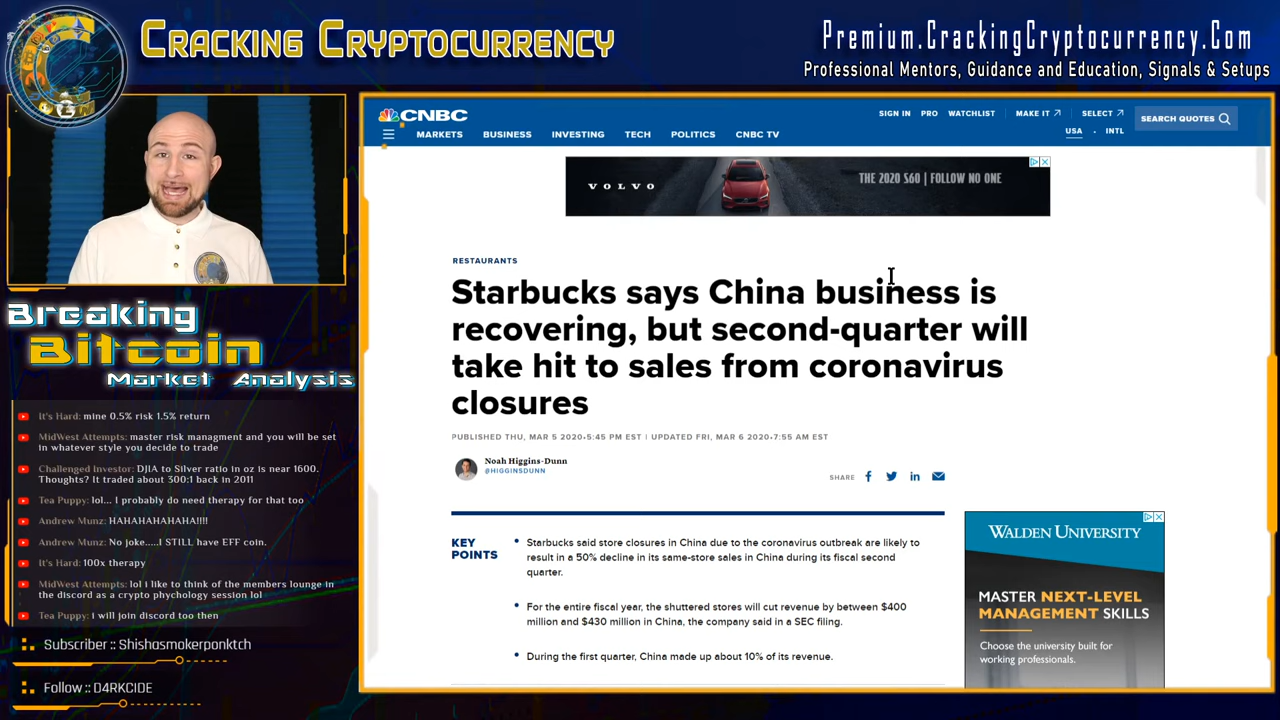 Cracking Cryptocurrency
Premium.CrackingCryptocurrency.Com
Professional Mentors, Guidance and Education, Signals & Setups
CNBC
SIGN IN PRO WATCHLIST MAKE IT SELECT
SEARCH QUOTES
MARKETS BUSINESS INVESTING TECH POLITICS CNBC TV
USA INTL
VOLVO
THE 2020 S60 | FOLLOW NO ONE
RESTAURANTS
Starbucks says China business is
recovering, but second-quarter will
take hit to sales from coronavirus
closures
PUBLISHED THU, MAR 5 2020•5:45 PM EST | UPDATED FRI, MAR 6 2020•7:55 AM EST
Noah Higgins-Dunn
@HIGGINSDUNN
SHARE
KEY
POINTS
• Starbucks said store closures in China due to the coronavirus outbreak are likely to
result in a 50% decline in its same-store sales in China during its fiscal second
quarter.
• For the entire fiscal year, the shuttered stores will cut revenue by between $400
million and $430 million in China, the company said in a SEC filing.
• During the first quarter, China made up about 10% of its revenue.
WALDEN UNIVERSITY
MASTER NEXT-LEVEL
MANAGEMENT SKILLS
Choose the university built for
working professionals.
Breaking
Bitcoin
Market Analysis
It's Hard: mine 0.5% risk 1.5% return
MidWest Attempts: master risk managment and you will be set
in whatever style you decide to trade
Challenged Investor: DJIA to Silver ratio in oz is near 1600.
Thoughts? It traded about 300:1 back in 2011
Tea Puppy: lol... I probably do need therapy for that too
Andrew Munz: HAHAHAHAHAHA!!!!
Andrew Munz: No joke.....I STILL have EFF coin.
It's Hard: 100x therapy
MidWest Attempts: lol i like to think of the members lounge in
the discord as a crypto phychology session lol
Tea Puppy: i will join discord too then
Subscriber :: Shishasmokerponktch
Follow :: D4RKCIDE